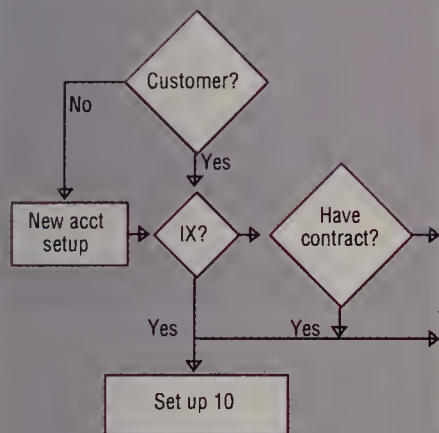 Customer?
No
Yes
New acct
setup
IX?
Have
contract?
Yes
Yes
Set up 10